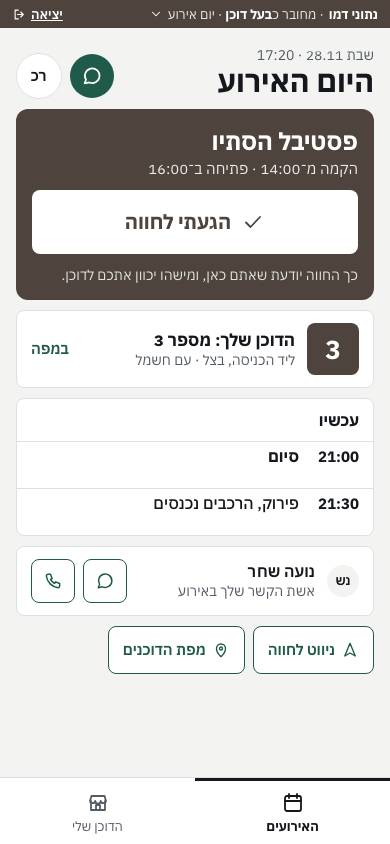 נתוני דמו · מחובר כבעל דוכן · יום אירוע
יציאה
שבת 28.11 · 17:20
היום האירוע
רכ
פסטיבל הסתיו
הקמה מ־14:00 · פתיחה ב־16:00
הגעתי לחווה
כך החווה יודעת שאתם כאן, ומישהו יכוון אתכם לדוכן.
3
הדוכן שלך: מספר 3
ליד הכניסה, בצל · עם חשמל
במפה
עכשיו
21:00 סיום
21:30 פירוק, הרכבים נכנסים
נש
נועה שחר
אשת הקשר שלך באירוע
ניווט לחווה
מפת הדוכנים
האירועים
הדוכן שלי